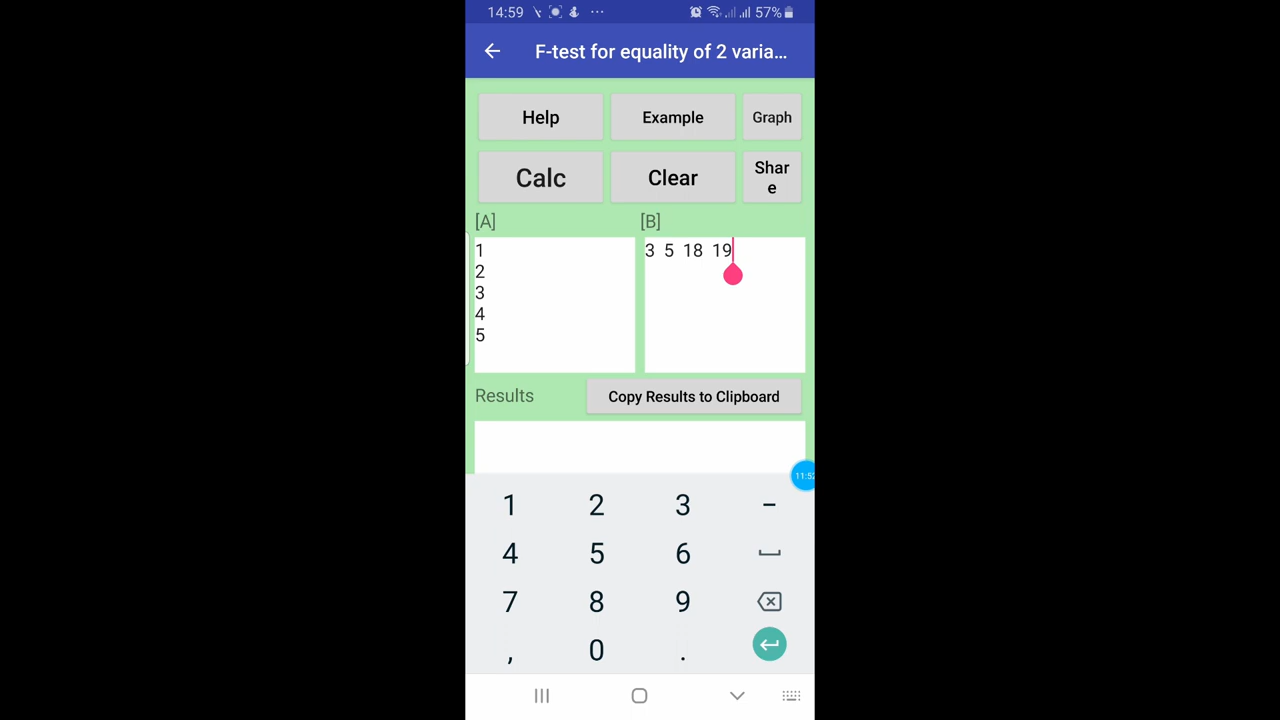 14:59 ... 57%
F-test for equality of 2 varia...
Help Example Graph
Calc Clear Shar
e
[A] [B]
1 3 5 18 19
2
3
4
5
Results Copy Results to Clipboard
1 2 3 -
4 5 6
7 8 9
, 0 .